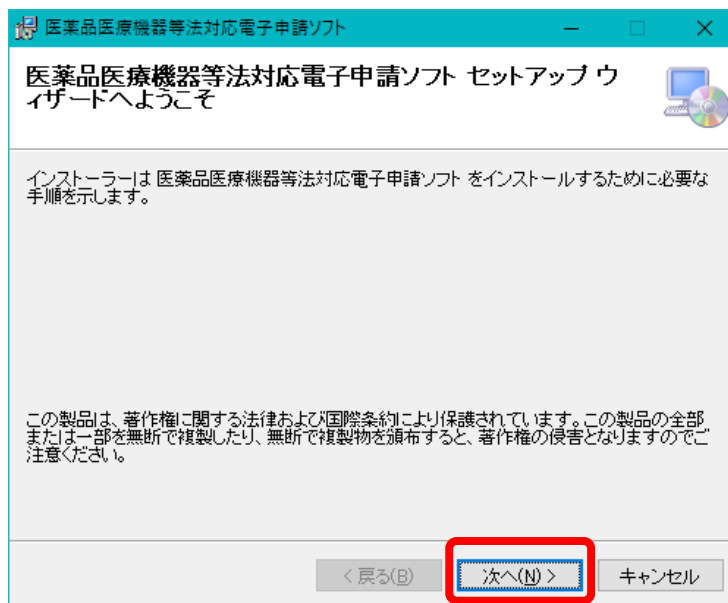 医薬品医療機器等法対応電子申請ソフト
医薬品医療機器等法対応電子申請ソフト セットアップ ウ
ィザードへようこそ
インストーラーは 医薬品医療機器等法対応電子申請ソフト をインストールするために必要な
手順を示します。
この製品は、著作権に関する法律および国際条約により保護されています。この製品の全部
または一部を無断で複製したり、無断で複製物を頒布すると、著作権の侵害となりますのでご
注意ください。
< 戻る(B) 次へ(N) > キャンセル